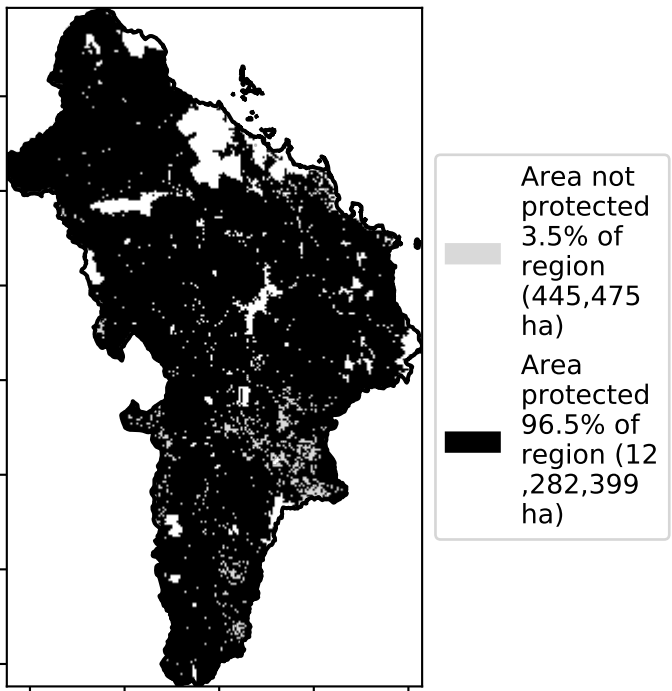 Area not
protected
3.5% of
region
(445,475
ha)
Area
protected
96.5% of
region (12
,282,399
ha)